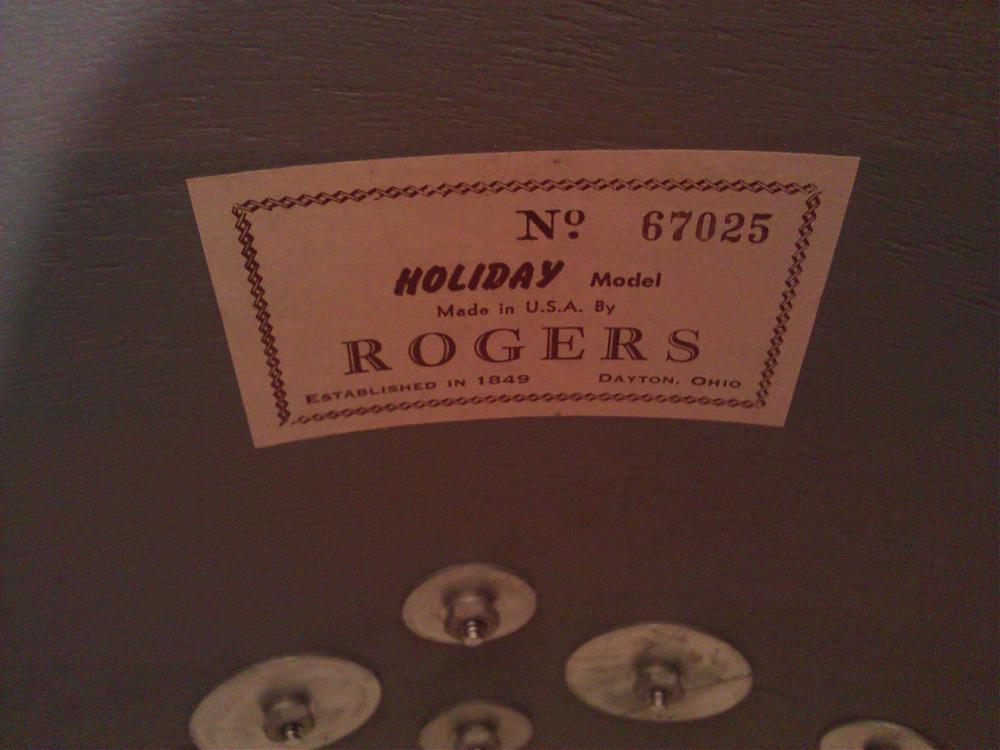 Nº 67025
HOLIDAY Model
Made in U.S.A. By
ROGERS
ESTABLISHED IN 1849 DAYTON, OHIO